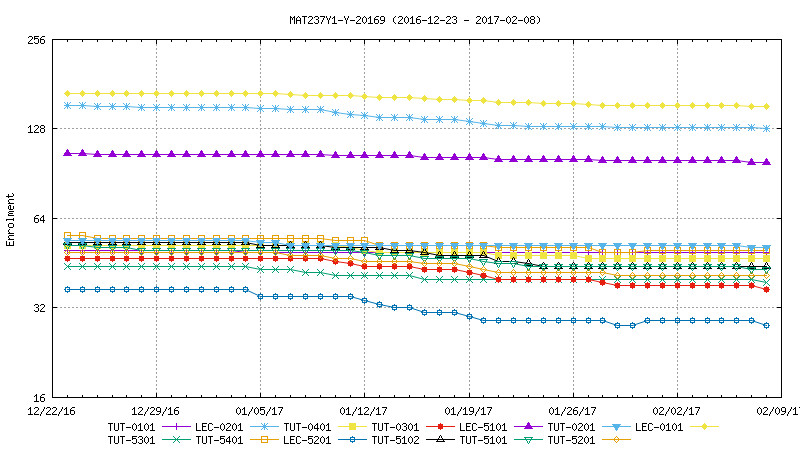 MAT237Y1-Y-20169 (2016-12-23 - 2017-02-08)
256
128
64
32
16
Enrolment
12/22/16 12/29/16 01/05/17 01/12/17 01/19/17 01/26/17 02/02/17 02/09/17
TUT-0101 LEC-0201 TUT-0401 TUT-0301 LEC-5101 TUT-0201 LEC-0101
TUT-5301 TUT-5401 LEC-5201 TUT-5102 TUT-5101 TUT-5201